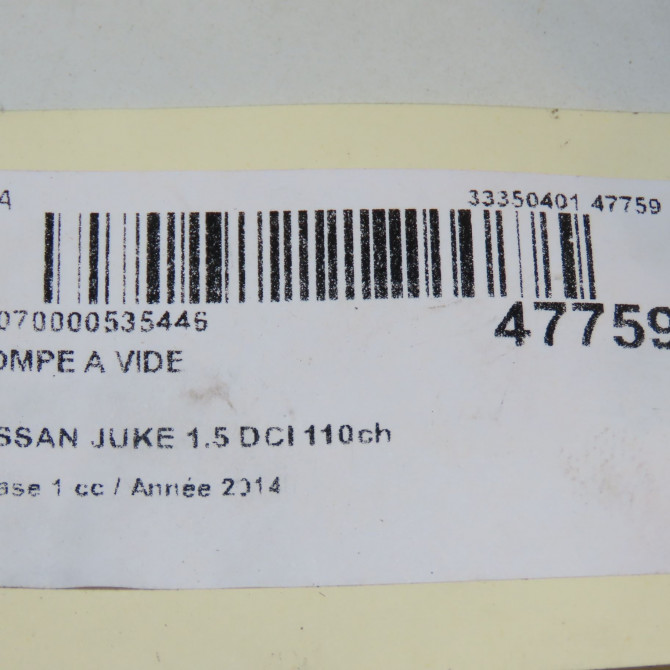 A 33350401 47759
070000535446 47759
OMPE A VIDE
SSAN JUKE 1.5 DCI 110ch
ase 1 cc / Année 2014